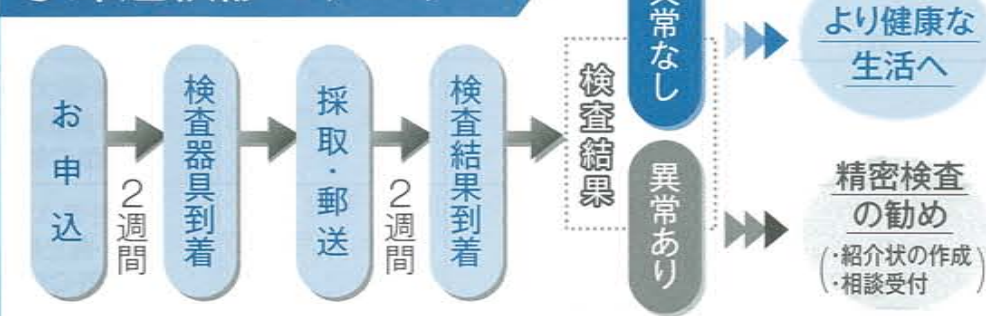 お申込
2週間
検査器具到着
採取・郵送
2週間
検査結果到着
検査結果
異常なし
より健康な
生活へ
異常あり
精密検査
の勧め
(・紹介状の作成
・相談受付)